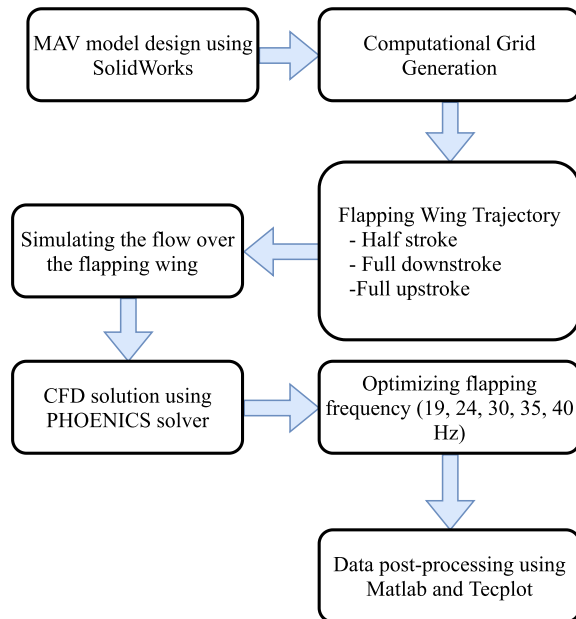 MAV model design using
SolidWorks
Computational Grid
Generation
Flapping Wing Trajectory
- Half stroke
- Full downstroke
-Full upstroke
Simulating the flow over
the flapping wing
CFD solution using
PHOENICS solver
Optimizing flapping
frequency (19, 24, 30, 35, 40
Hz)
Data post-processing using
Matlab and Tecplot